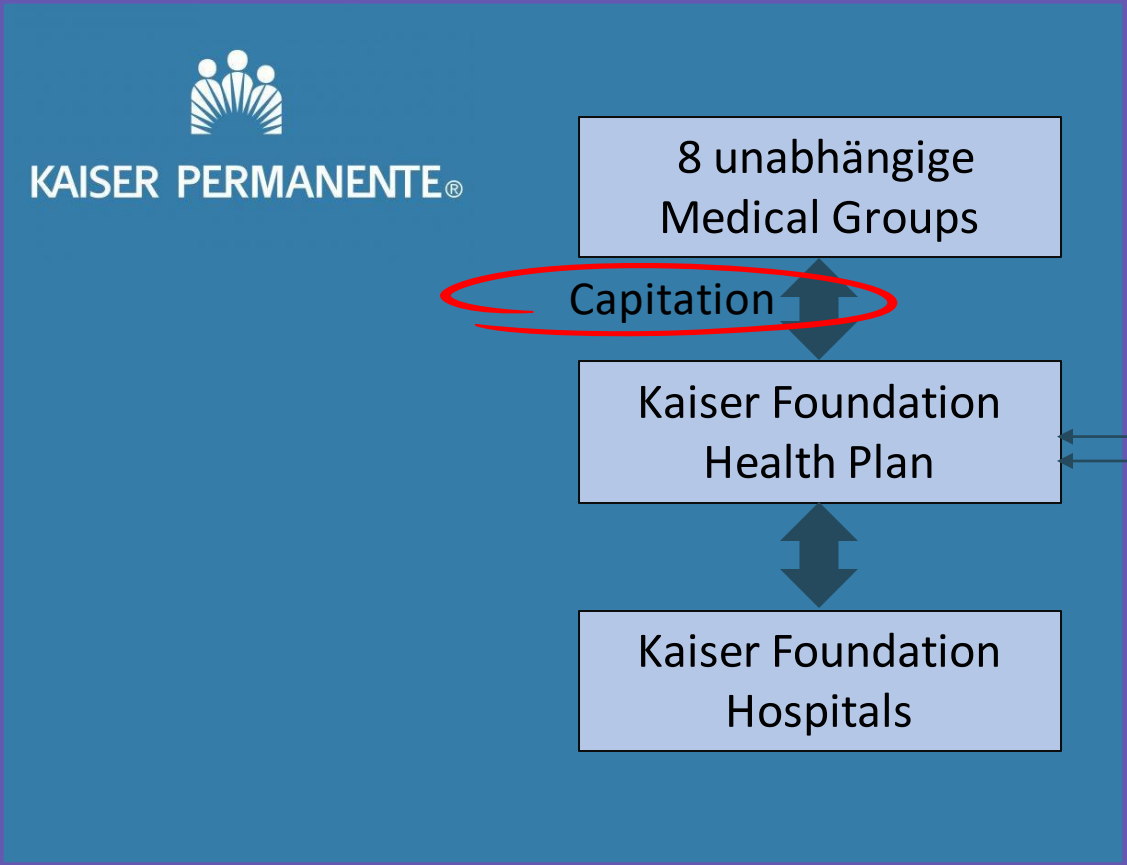 KAISER PERMANENTE®
8 unabhängige
Medical Groups
Capitation
Kaiser Foundation
Health Plan
Kaiser Foundation
Hospitals